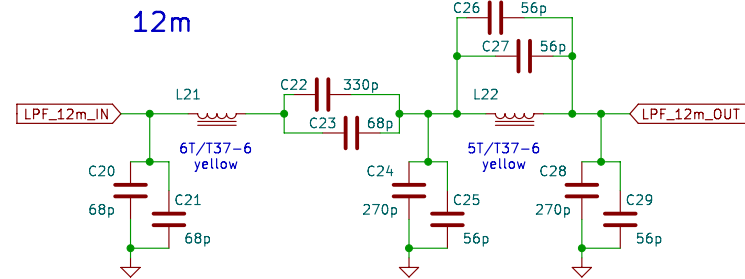 12m
C26
56p
C27
56p
L21
C22
330p
L22
LPF_12m_IN
C23
68p
LPF_12m_OUT
6T/T37-6
yellow
5T/T37-6
yellow
C20
68p
C21
68p
C24
270p
C25
56p
C28
270p
C29
56p